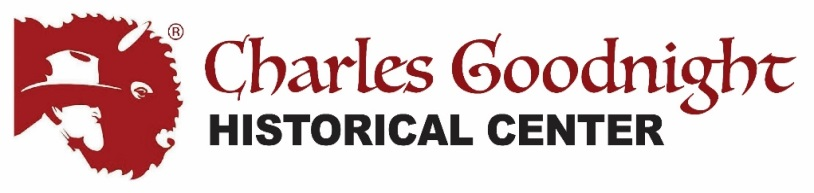 ®
Charles Goodnight
HISTORICAL CENTER